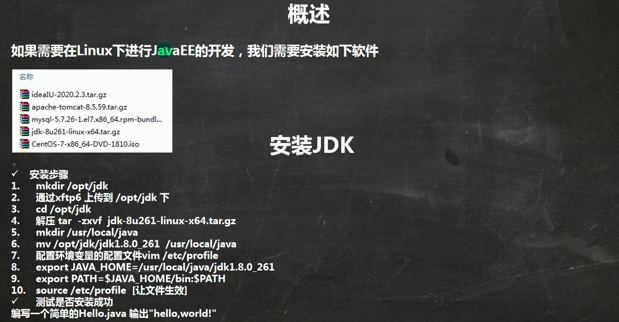 概述
如果需要在Linux下进行JavaEE的开发，我们需要安装如下软件
名称
ideaIU-2020.2.3.tar.gz
apache-tomcat-8.5.59.tar.gz
mysql-5.7.26-1.el7.x86_64.rpm-bundl...
jdk-8u261-linux-x64.tar.gz
CentOS-7-x86_64-DVD-1810.iso
安装JDK
✓ 安装步骤
1. mkdir /opt/jdk
2. 通过xftp6 上传到 /opt/jdk 下
3. cd /opt/jdk
4. 解压 tar -zxvf jdk-8u261-linux-x64.tar.gz
5. mkdir /usr/local/java
6. mv /opt/jdk/jdk1.8.0_261 /usr/local/java
7. 配置环境变量的配置文件vim /etc/profile
8. export JAVA_HOME=/usr/local/java/jdk1.8.0_261
9. export PATH=$JAVA_HOME/bin:$PATH
10. source /etc/profile [让文件生效]
✓ 测试是否安装成功
编写一个简单的Hello.java 输出"hello,world!"